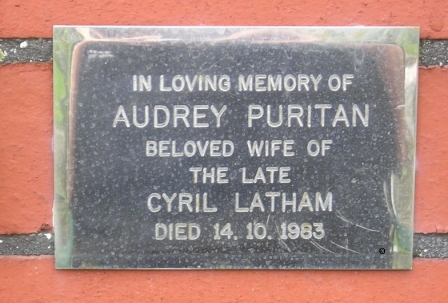 IN LOVING MEMORY OF
AUDREY PURITAN
BELOVED WIFE OF
THE LATE
CYRIL LATHAM
DIED 14. 10. 1983